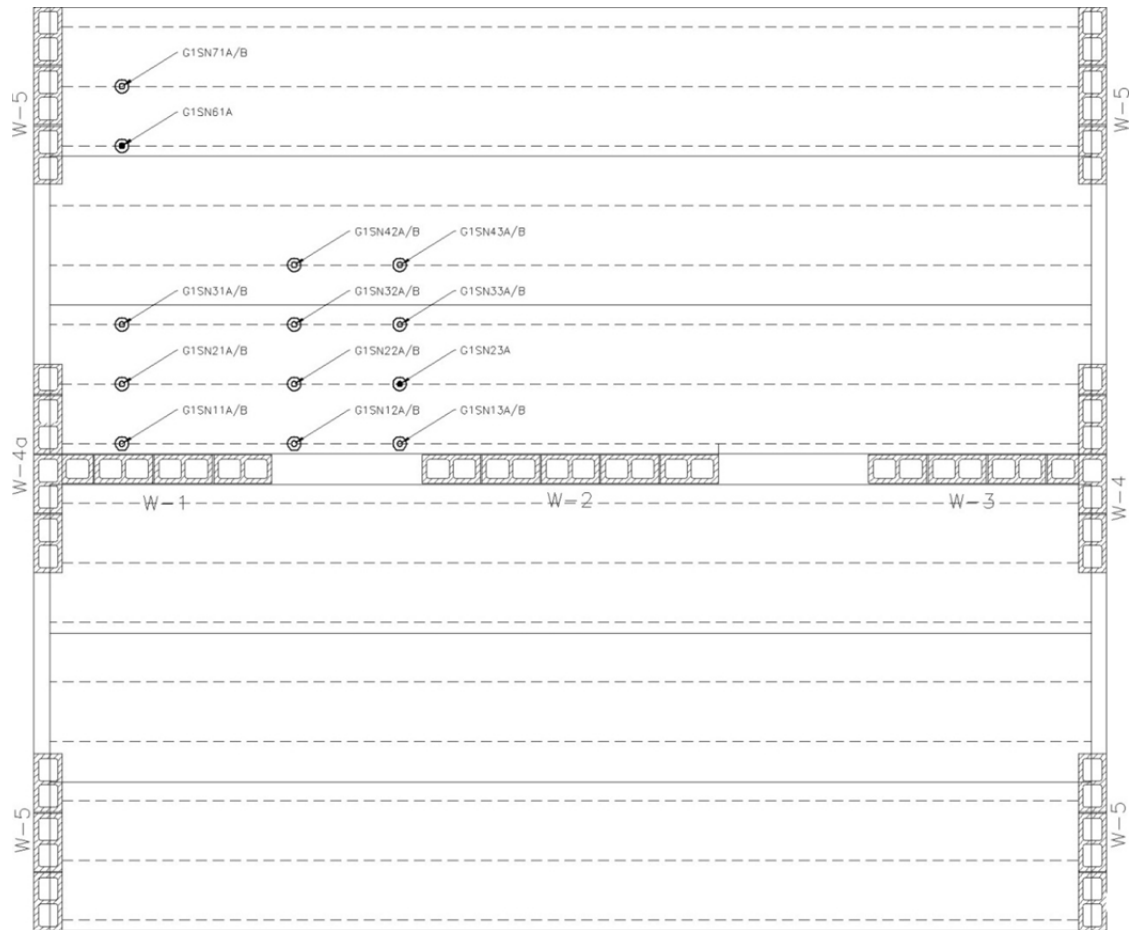 G1SN71A/B
W-5
W-5
G1SN61A
G1SN42A/B
G1SN43A/B
G1SN31A/B
G1SN32A/B
G1SN33A/B
G1SN21A/B
G1SN22A/B
G1SN23A
G1SN11A/B
G1SN12A/B
G1SN13A/B
W-4a
W-1
W-2
W-3
W-4
W-5
W-5